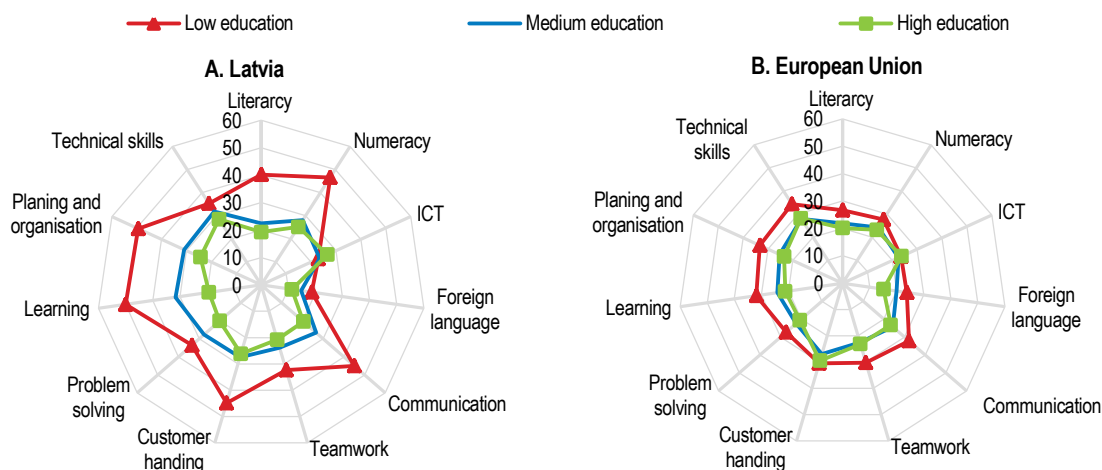 Low education
Medium education
High education
A. Latvia
Literarcy
Numeracy
ICT
Foreign
language
Communication
Teamwork
Customer
handing
Problem
solving
Learning
Planing and
organisation
Technical skills
60
50
40
30
20
10
0
B. European Union
Literarcy
Numeracy
ICT
Foreign
language
Communication
Teamwork
Customer
handing
Problem
solving
Learning
Planing and
organisation
Technical
skills
60
50
40
30
20
10
0